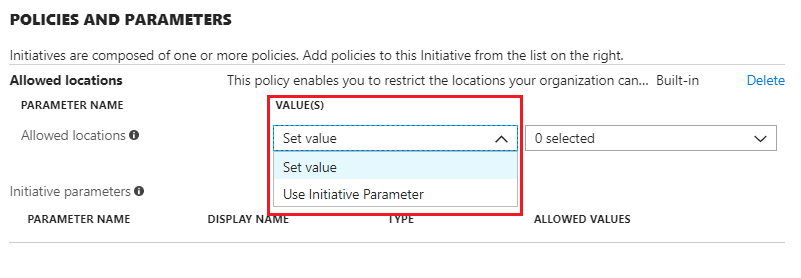 POLICIES AND PARAMETERS
Initiatives are composed of one or more policies. Add policies to this Initiative from the list on the right.
Allowed locations This policy enables you to restrict the locations your organization can... Built-in Delete
PARAMETER NAME VALUE(S)
Allowed locations Set value 0 selected
Set value
Use Initiative Parameter
Initiative parameters
PARAMETER NAME DISPLAY NAME TYPE ALLOWED VALUES